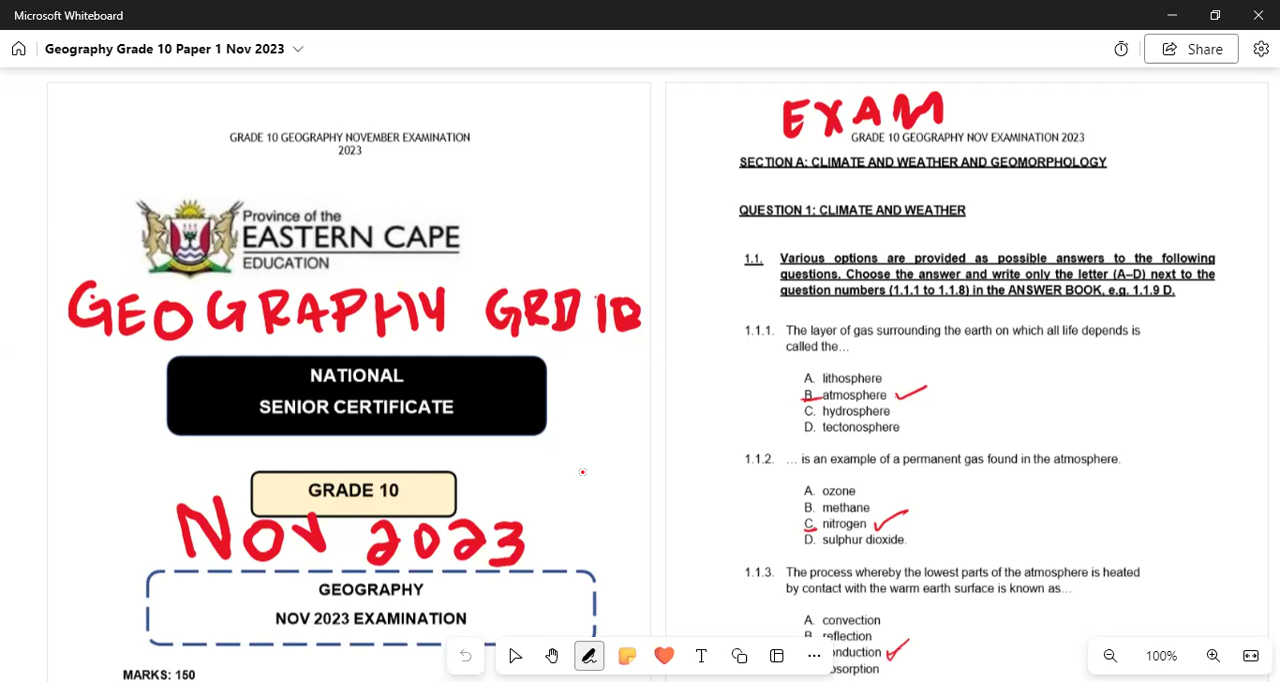 Microsoft Whiteboard
Geography Grade 10 Paper 1 Nov 2023
Share
GRADE 10 GEOGRAPHY NOVEMBER EXAMINATION
2023
Province of the
EASTERN CAPE
EDUCATION
GEOGRAPHY GRD 10
NATIONAL
SENIOR CERTIFICATE
GRADE 10
NOV 2023
GEOGRAPHY
NOV 2023 EXAMINATION
MARKS: 150
EXAM
GRADE 10 GEOGRAPHY NOV EXAMINATION 2023
SECTION A: CLIMATE AND WEATHER AND GEOMORPHOLOGY
QUESTION 1: CLIMATE AND WEATHER
1.1. Various options are provided as possible answers to the following
questions. Choose the answer and write only the letter (A–D) next to the
question numbers (1.1.1 to 1.1.8) in the ANSWER BOOK, e.g. 1.1.9 D.
1.1.1. The layer of gas surrounding the earth on which all life depends is
called the…
A. lithosphere
B. atmosphere
C. hydrosphere
D. tectonosphere
1.1.2. … is an example of a permanent gas found in the atmosphere.
A. ozone
B. methane
C. nitrogen
D. sulphur dioxide.
1.1.3. The process whereby the lowest parts of the atmosphere is heated
by contact with the warm earth surface is known as…
A. convection
B. reflection
T
100%